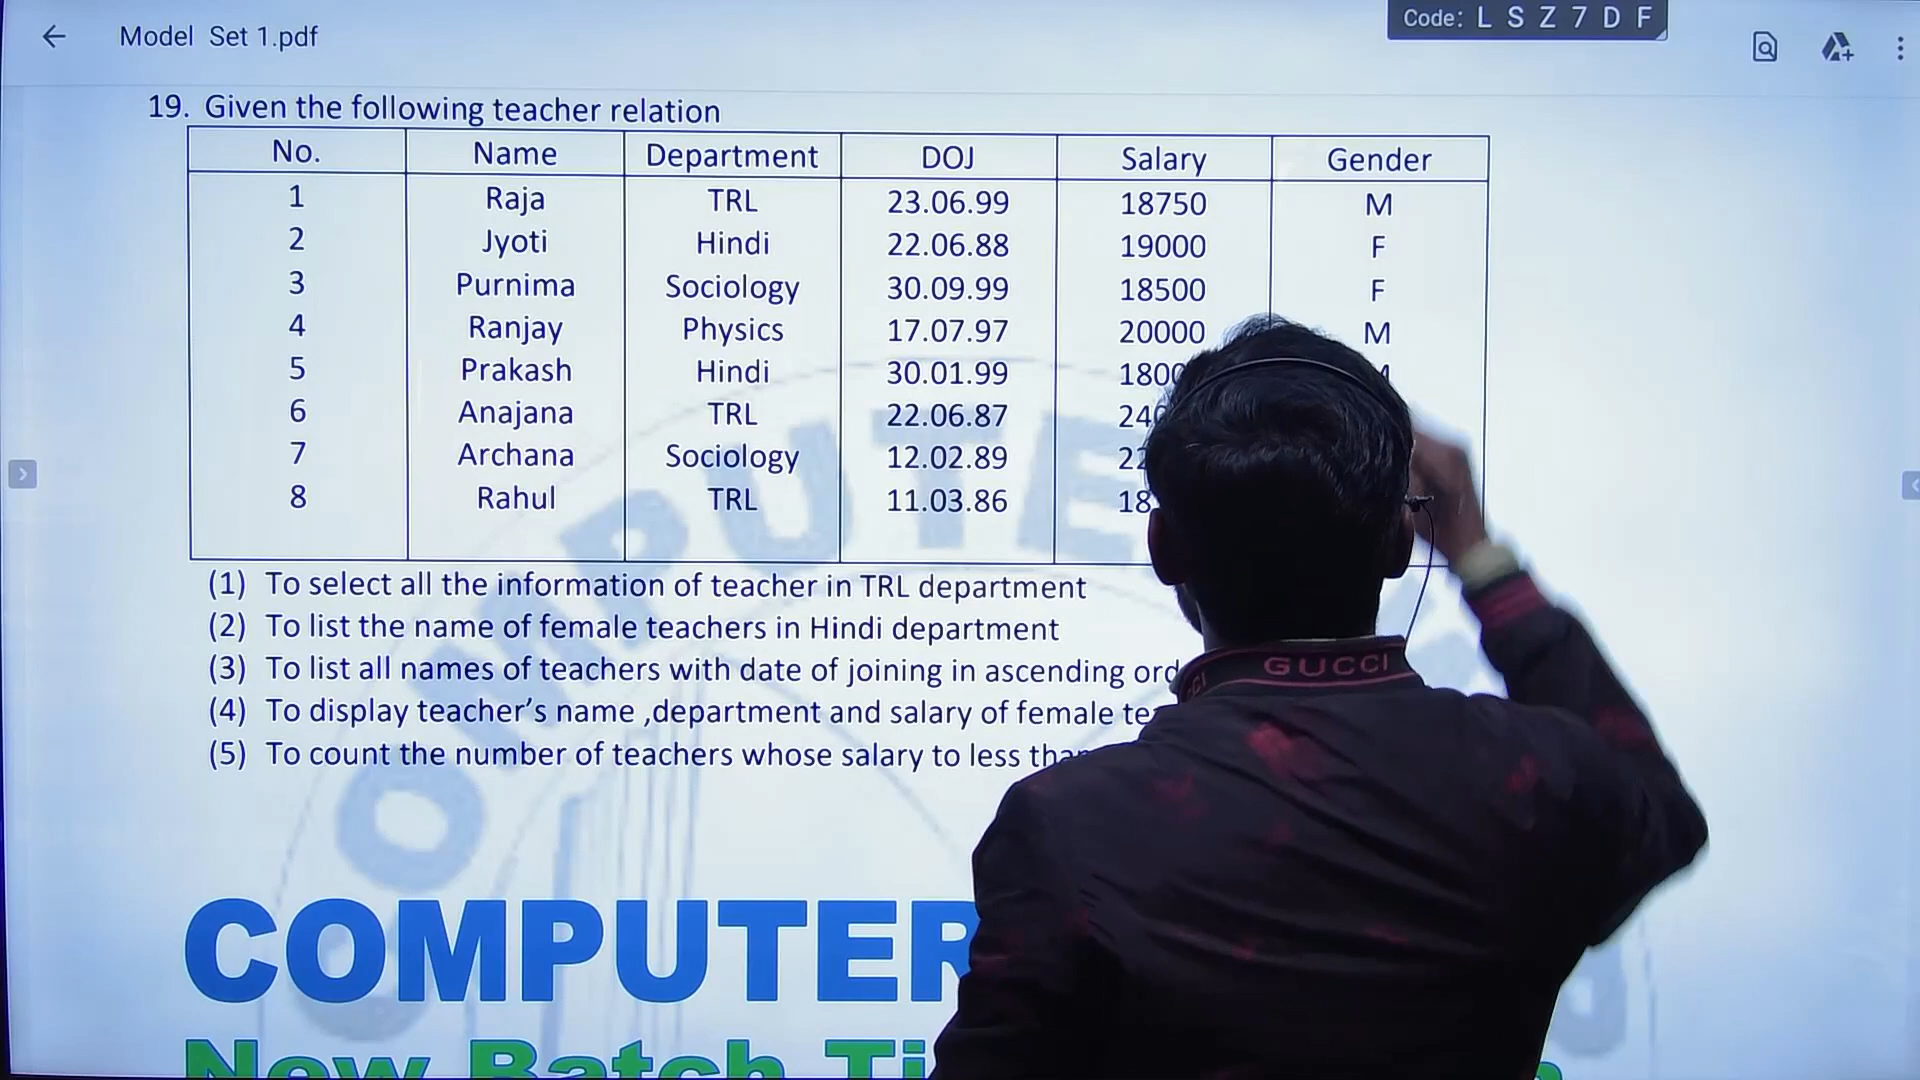 Model Set 1.pdf
Code: L S Z 7 D F
19. Given the following teacher relation
No. Name Department DOJ Salary Gender
1 Raja TRL 23.06.99 18750 M
2 Jyoti Hindi 22.06.88 19000 F
3 Purnima Sociology 30.09.99 18500 F
4 Ranjay Physics 17.07.97 20000 M
5 Prakash Hindi 30.01.99
6 Anajana TRL 22.06.87
7 Archana Sociology 12.02.89
8 Rahul TRL 11.03.86
(1) To select all the information of teacher in TRL department
(2) To list the name of female teachers in Hindi department
(3) To list all names of teachers with date of joining in ascending
(4) To display teacher's name ,department and salary of female
(5) To count the number of teachers whose salary to less
GUCCI
COMPUTER